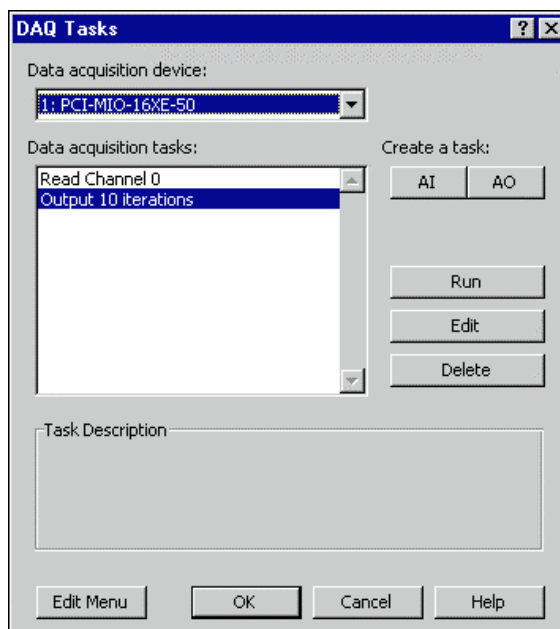 DAQ Tasks
Data acquisition device:
1: PCI-MIO-16XE-50
Data acquisition tasks:
Create a task:
Read Channel 0
Output 10 iterations
AI
AO
Run
Edit
Delete
Task Description
Edit Menu
OK
Cancel
Help